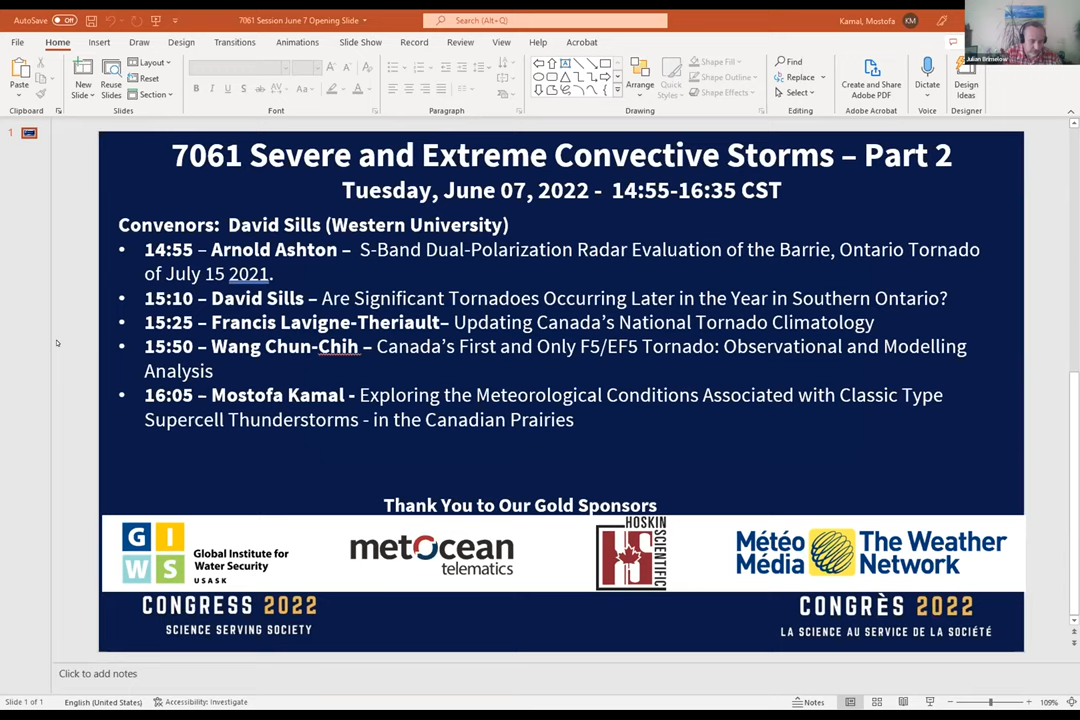 AutoSave Off 7061 Session June 7 Opening Slide Search (Alt+Q) Kamal, Mostofa KM
File Home Insert Draw Design Transitions Animations Slide Show Record Review View Help Acrobat
Julian Brimelow
Paste New Slide Reuse Slides Layout Reset Section
B I U S ab AV Aa A
Arrange Quick Styles Shape Fill Shape Outline Shape Effects
Find Replace Select
Create and Share Adobe PDF Dictate Design Ideas
Clipboard Slides Font Paragraph Drawing Editing Adobe Acrobat Voice Designer
1
7061 Severe and Extreme Convective Storms – Part 2
Tuesday, June 07, 2022 - 14:55-16:35 CST
Convenors: David Sills (Western University)
• 14:55 – Arnold Ashton – S-Band Dual-Polarization Radar Evaluation of the Barrie, Ontario Tornado
of July 15 2021.
• 15:10 – David Sills – Are Significant Tornadoes Occurring Later in the Year in Southern Ontario?
• 15:25 – Francis Lavigne-Theriault– Updating Canada's National Tornado Climatology
• 15:50 – Wang Chun-Chih – Canada's First and Only F5/EF5 Tornado: Observational and Modelling
Analysis
• 16:05 – Mostofa Kamal - Exploring the Meteorological Conditions Associated with Classic Type
Supercell Thunderstorms - in the Canadian Prairies
Thank You to Our Gold Sponsors
G I W S
Global Institute for
Water Security
USASK
metocean
telematics
HOSKIN
SCIENTIFIC
H S
Météo
Média
The Weather
Network
CONGRESS 2022
SCIENCE SERVING SOCIETY
CONGRÈS 2022
LA SCIENCE AU SERVICE DE LA SOCIÉTÉ
Click to add notes
Slide 1 of 1 English (United States) Accessibility: Investigate Notes 109%